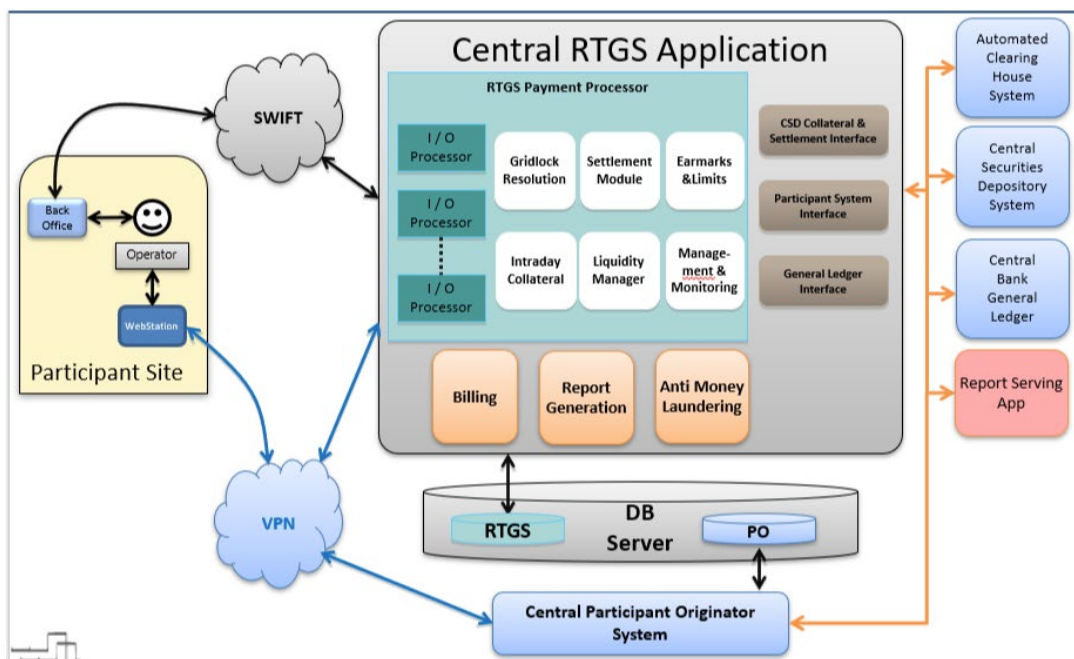 Central RTGS Application
RTGS Payment Processor
I / O
Processor
I / O
Processor
I / O
Processor
Gridlock
Resolution
Settlement
Module
Earmarks
&Limits
Intraday
Collateral
Liquidity
Manager
Manage-
ment &
Monitoring
CSD Collateral &
Settlement Interface
Participant System
Interface
General Ledger
Interface
Billing
Report
Generation
Anti Money
Laundering
SWIFT
Back
Office
Operator
WebStation
Participant Site
VPN
RTGS
DB
Server
PO
Central Participant Originator
System
Automated
Clearing
House
System
Central
Securities
Depository
System
Central
Bank
General
Ledger
Report Serving
App